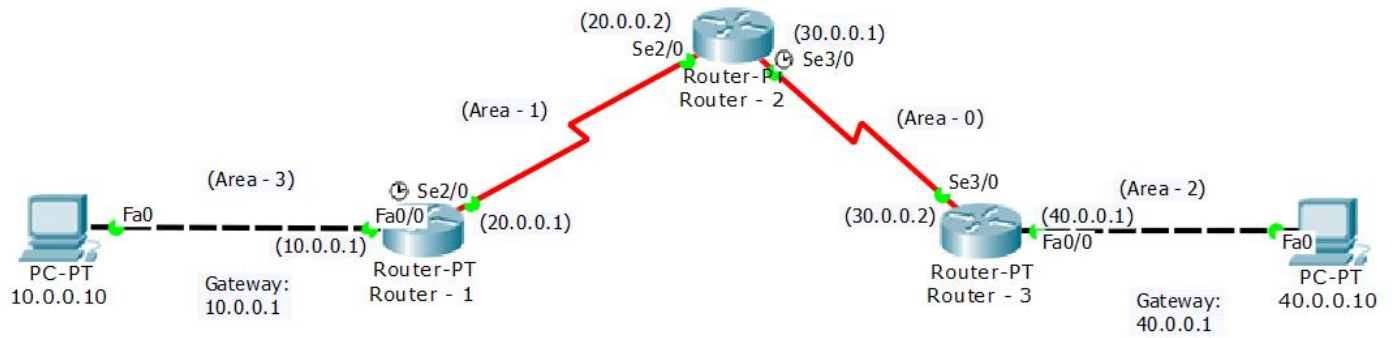 (20.0.0.2)
(30.0.0.1)
Se2/0
Se3/0
Router-P
Router - 2
(Area - 1)
(Area - 0)
(Area - 3)
Se2/0
Fa0
Fa0/0
(10.0.0.1)
(20.0.0.1)
PC-PT
10.0.0.10
Gateway:
10.0.0.1
Router-PT
Router - 1
Se3/0
(Area - 2)
(30.0.0.2)
(40.0.0.1)
Fa0/0
Fa0
Router-PT
Router - 3
Gateway:
40.0.0.1
PC-PT
40.0.0.10